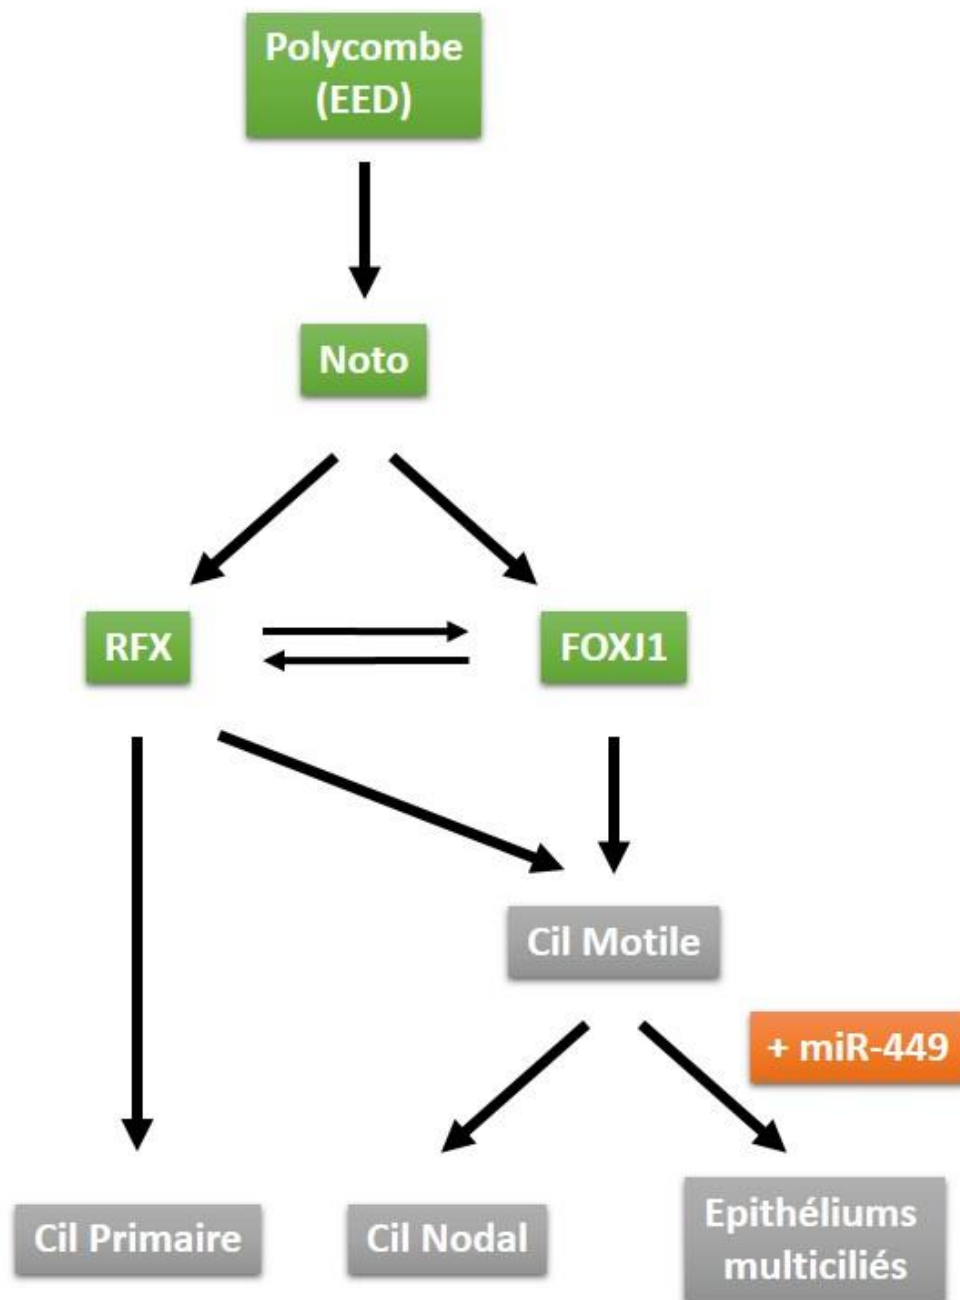 Polycombe
(EED)
Noto
RFX
FOXJ1
Cil Motile
+ miR-449
Cil Primaire
Cil Nodal
Epithéliums
multiciliés